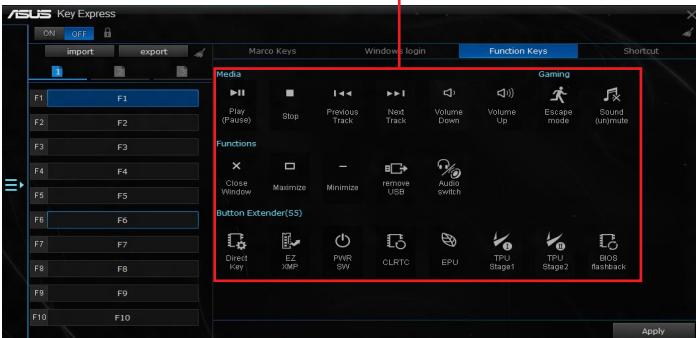 ASUS Key Express
ON OFF
import export
Marco Keys Windows login Function Keys Shortcut
1 2 3
Media Gaming
Play (Pause) Stop Previous Track Next Track Volume Down Volume Up Escape mode Sound (un)mute
Functions
Close Window Maximize Minimize remove USB Audio switch
Button Extender(S5)
Direct Key EZ XMP PWR SW CLRTC EPU TPU Stage1 TPU Stage2 BIOS flashback
F1 F1
F2 F2
F3 F3
F4 F4
F5 F5
F6 F6
F7 F7
F8 F8
F9 F9
F10 F10
Apply